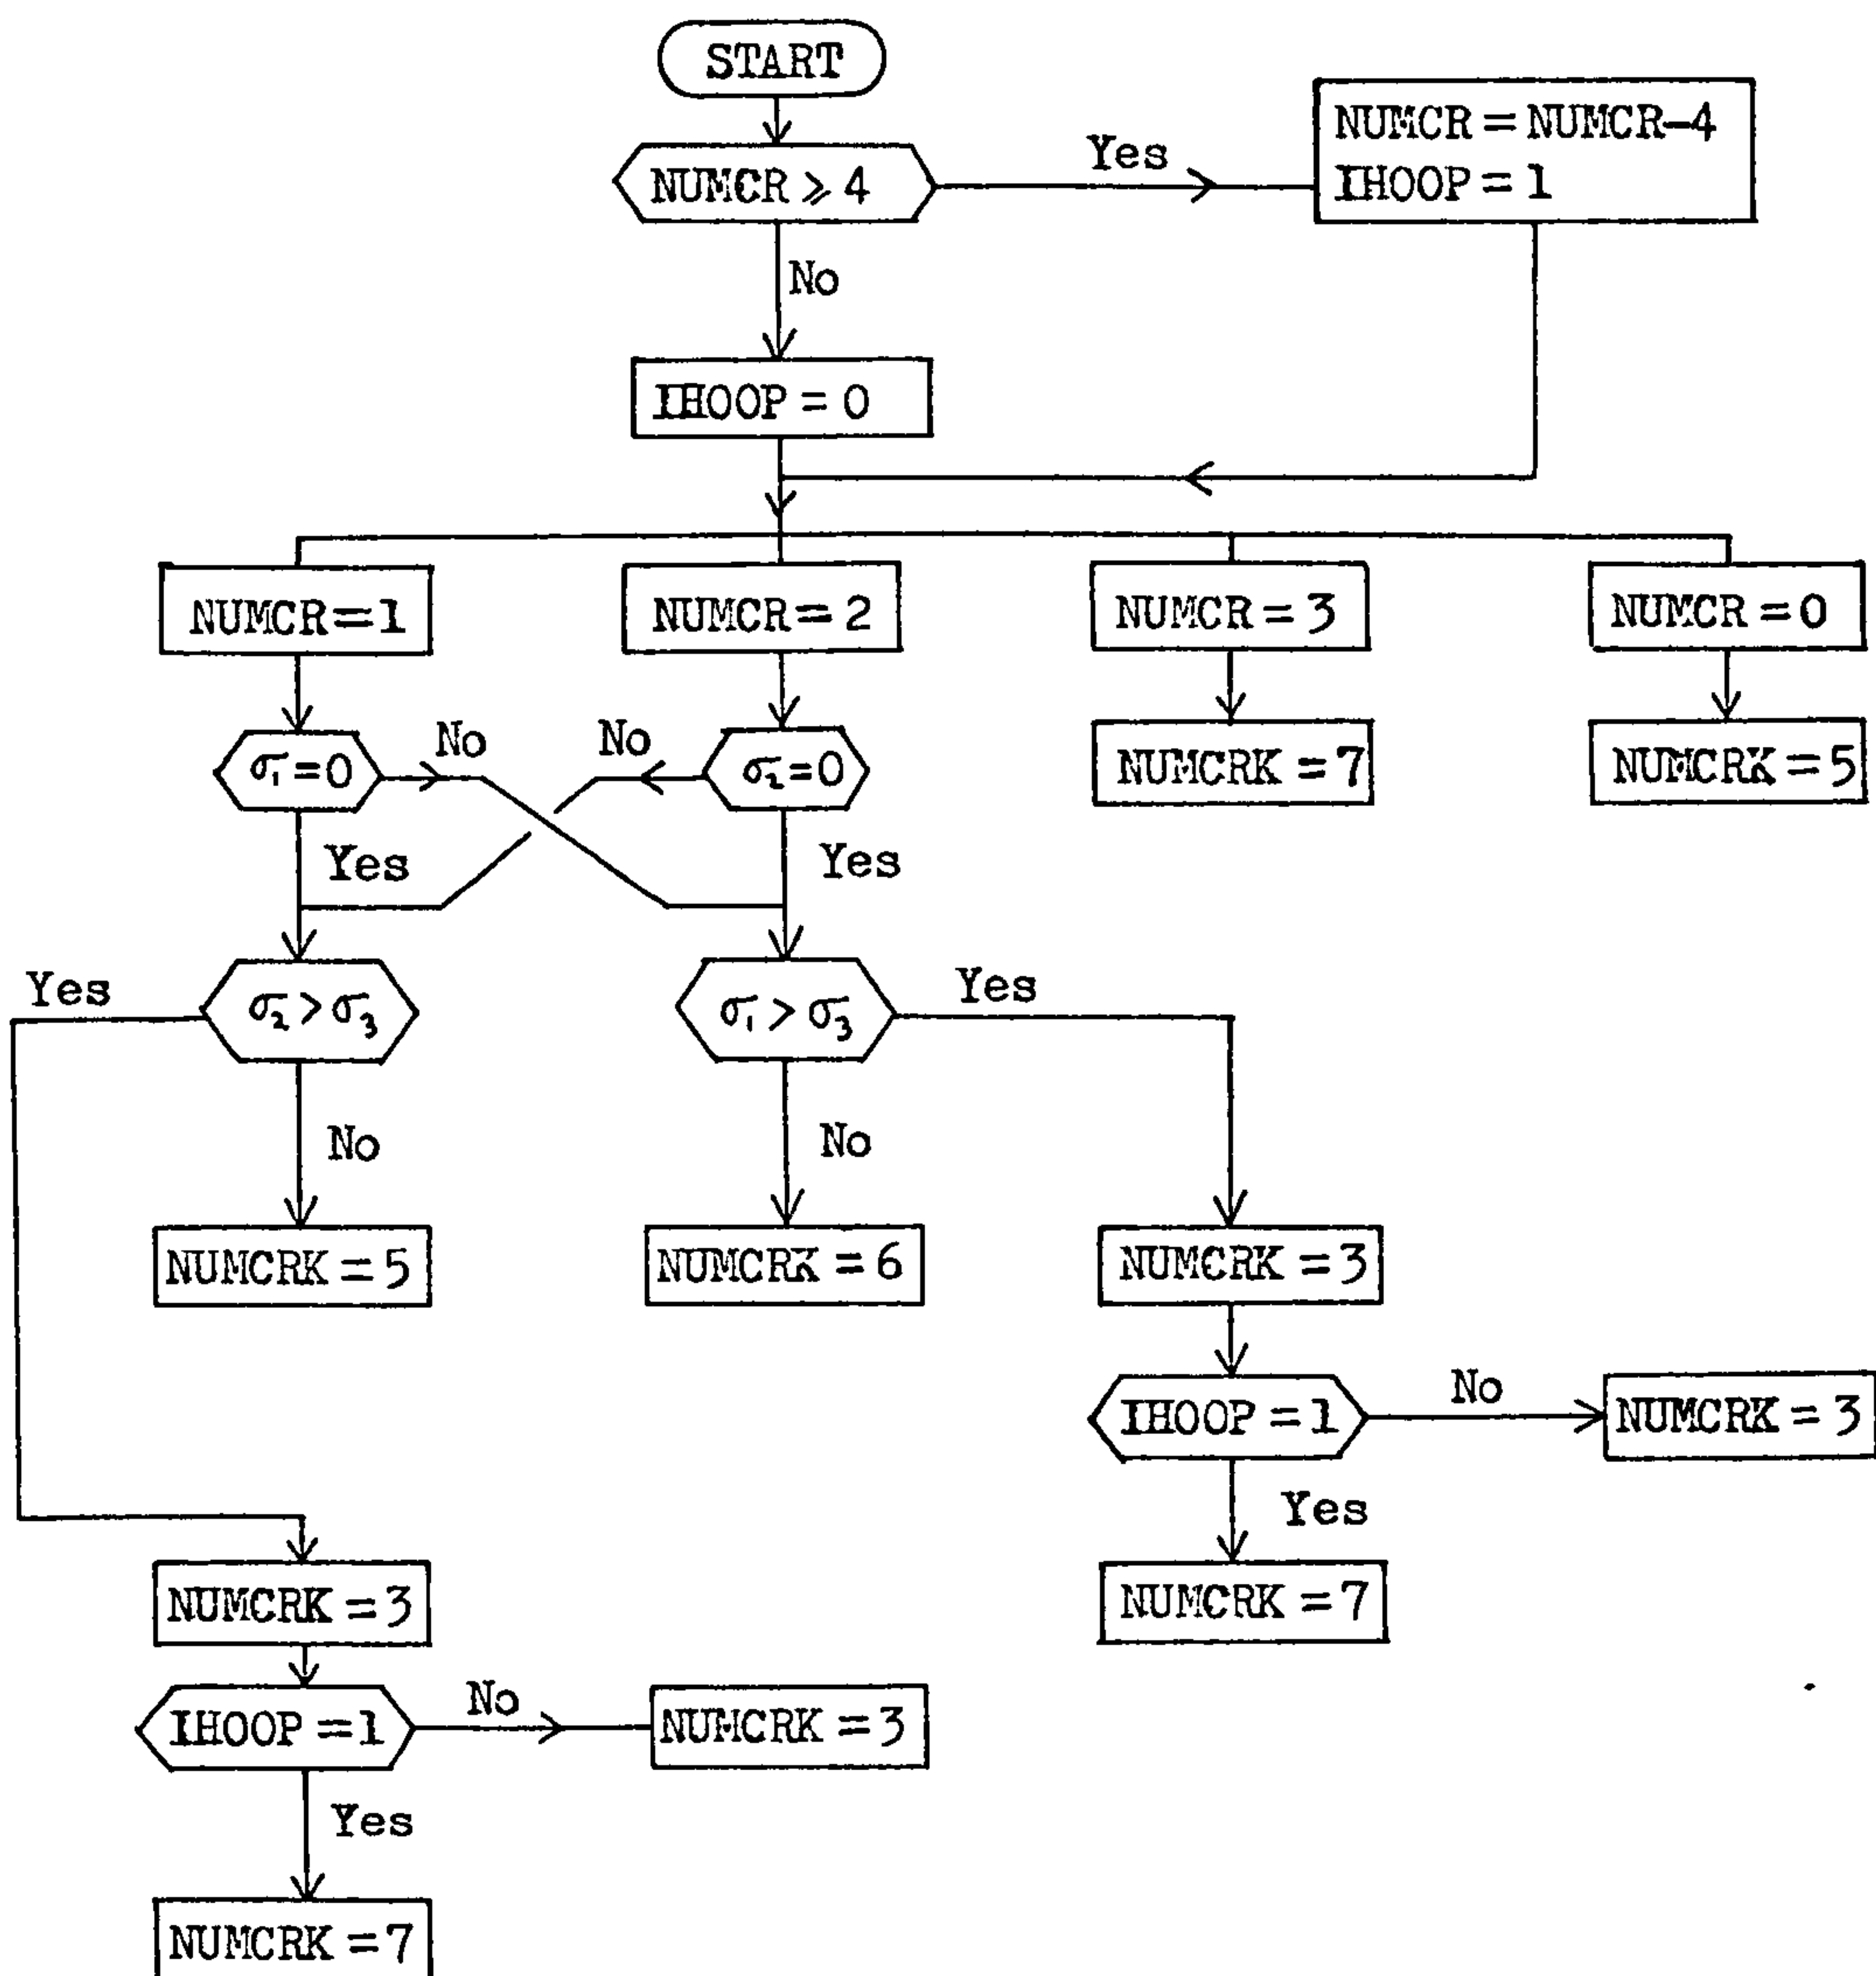 START
NUMCR ⩾ 4
Yes
NUMCR = NUMCR-4
IHOOP = 1
No
IHOOP = 0
NUMCR = 1
NUMCR = 2
NUMCR = 3
NUMCR = 0
σ₁ = 0
No
No
σ₂ = 0
NUMCRK = 7
NUMCRK = 5
Yes
Yes
Yes
σ₂ > σ₃
σ₁ > σ₃
Yes
No
No
NUMCRK = 5
NUMCRK = 6
NUMCRK = 3
IHOOP = 1
No
NUMCRK = 3
Yes
NUMCRK = 3
NUMCRK = 7
IHOOP = 1
No
NUMCRK = 3
Yes
NUMCRK = 7